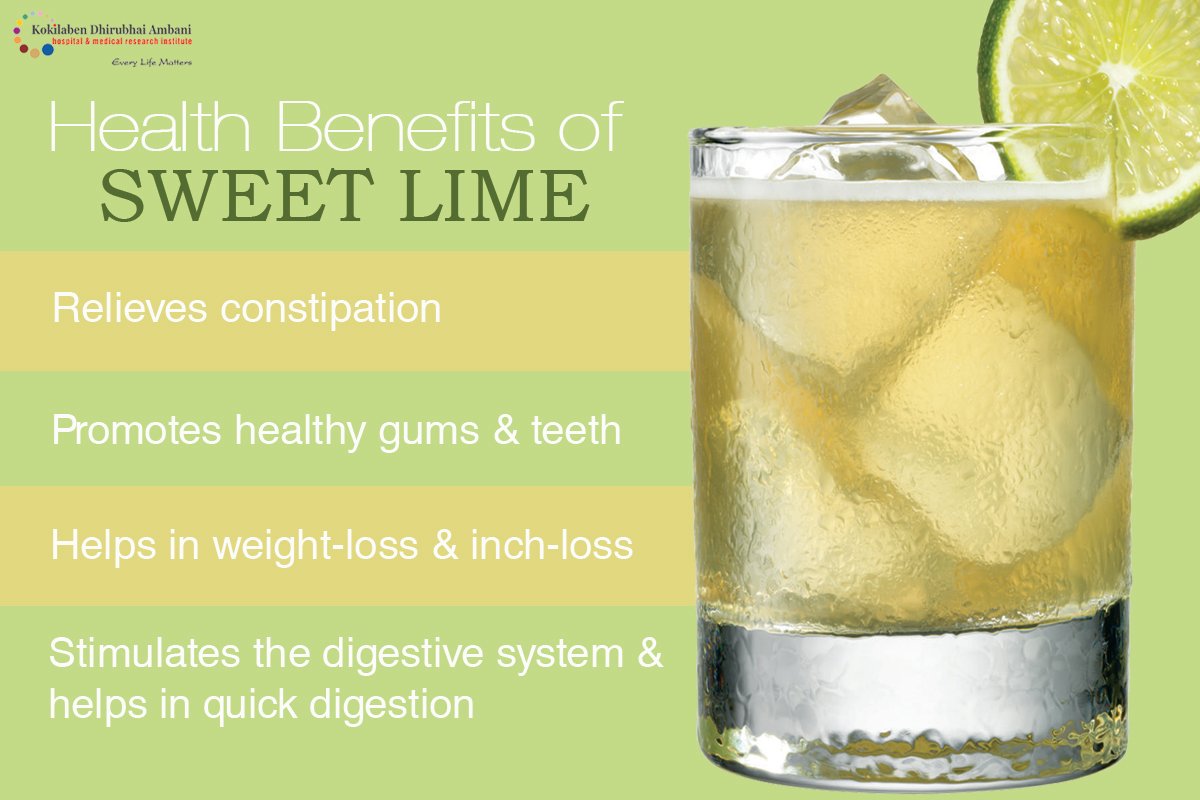 Kokilaben Dhirubhai Ambani
hospital & medical research institute
Every Life Matters
Health Benefits of
SWEET LIME
Relieves constipation
Promotes healthy gums & teeth
Helps in weight-loss & inch-loss
Stimulates the digestive system &
helps in quick digestion